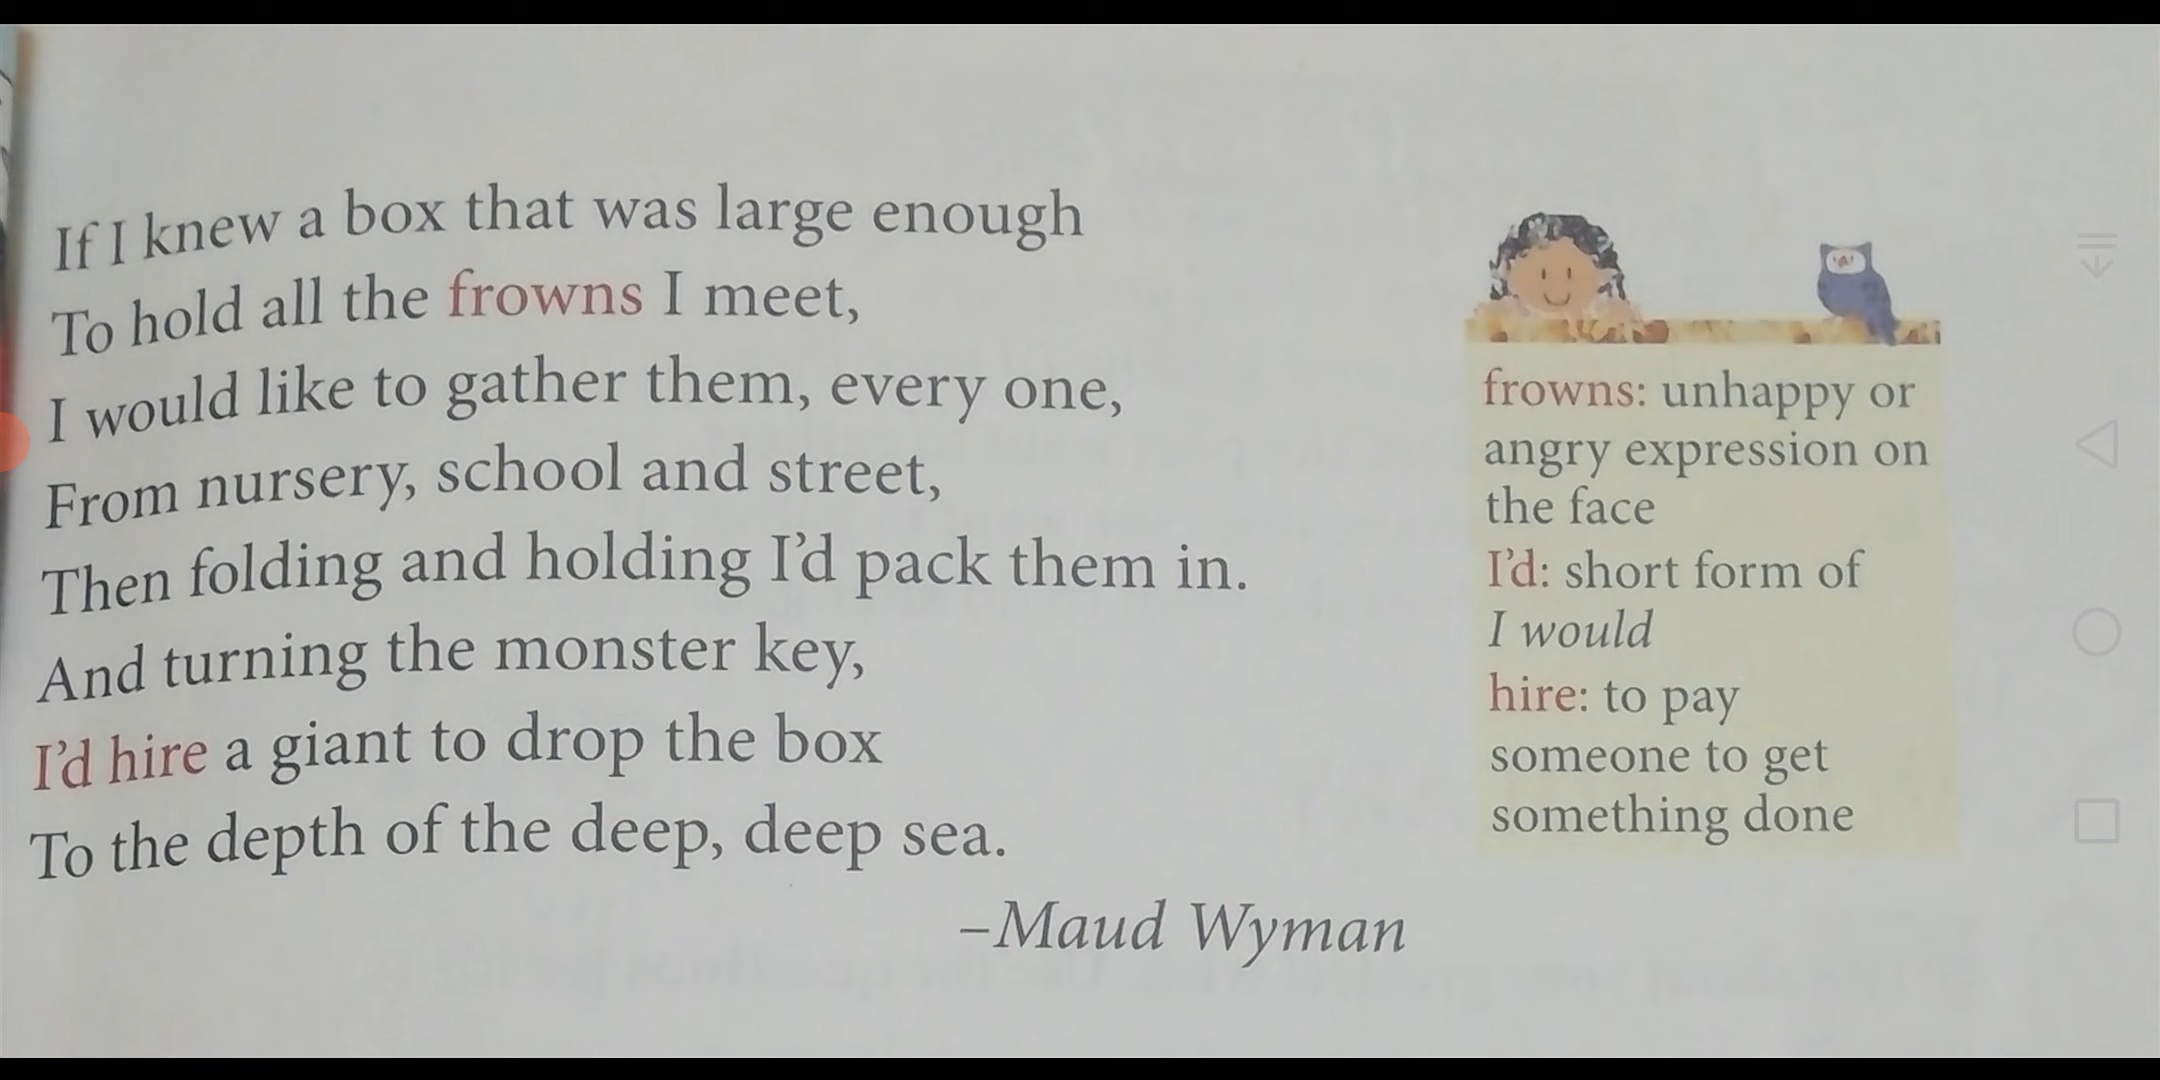 If I knew a box that was large enough
To hold all the frowns I meet,
I would like to gather them, every one,
From nursery, school and street,
Then folding and holding I’d pack them in.
And turning the monster key,
I’d hire a giant to drop the box
To the depth of the deep, deep sea.
–Maud Wyman
frowns: unhappy or
angry expression on
the face
I’d: short form of
I would
hire: to pay
someone to get
something done